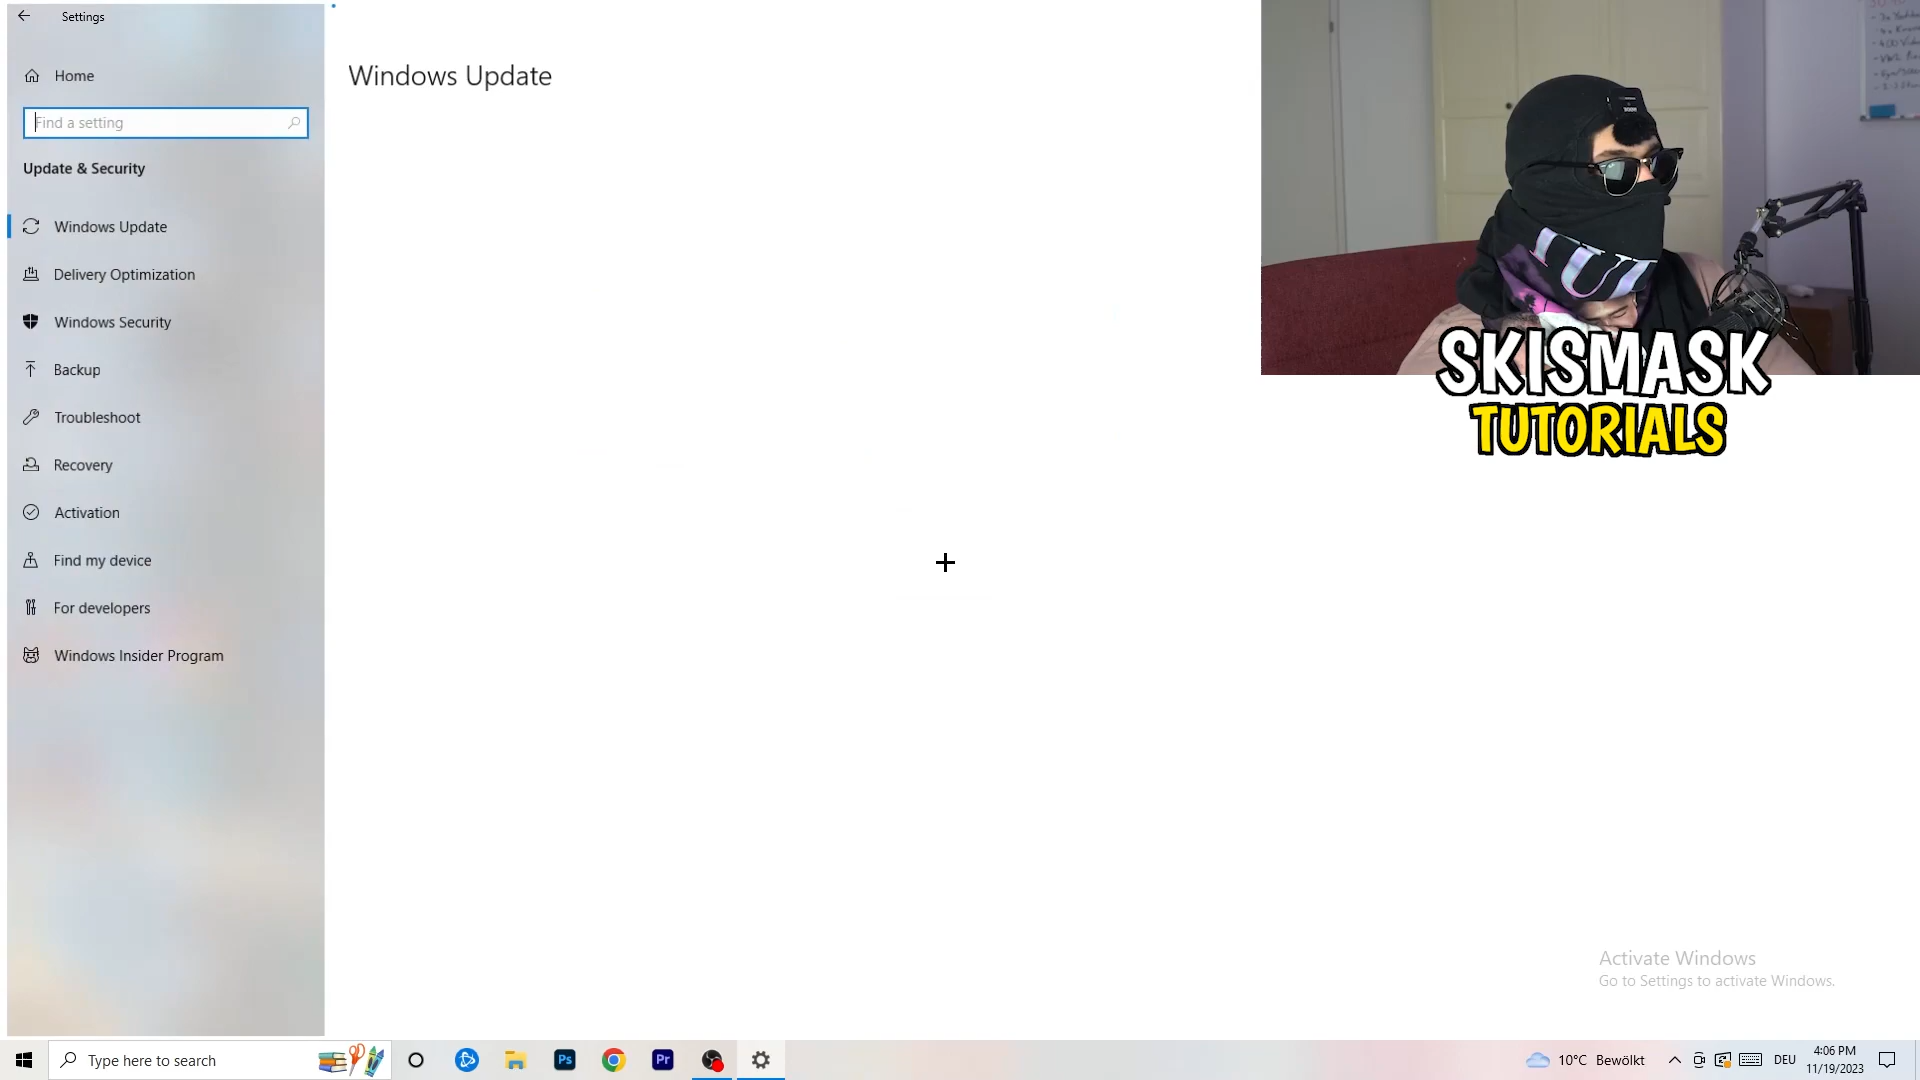 Settings
Home
Find a setting
Update & Security
Windows Update
Delivery Optimization
Windows Security
Backup
Troubleshoot
Recovery
Activation
Find my device
For developers
Windows Insider Program
Windows Update
SKISMASK
TUTORIALS
Activate Windows
Go to Settings to activate Windows.
Type here to search
Ps
Pr
10°C Bewölkt
DEU
4:06 PM
11/19/2023